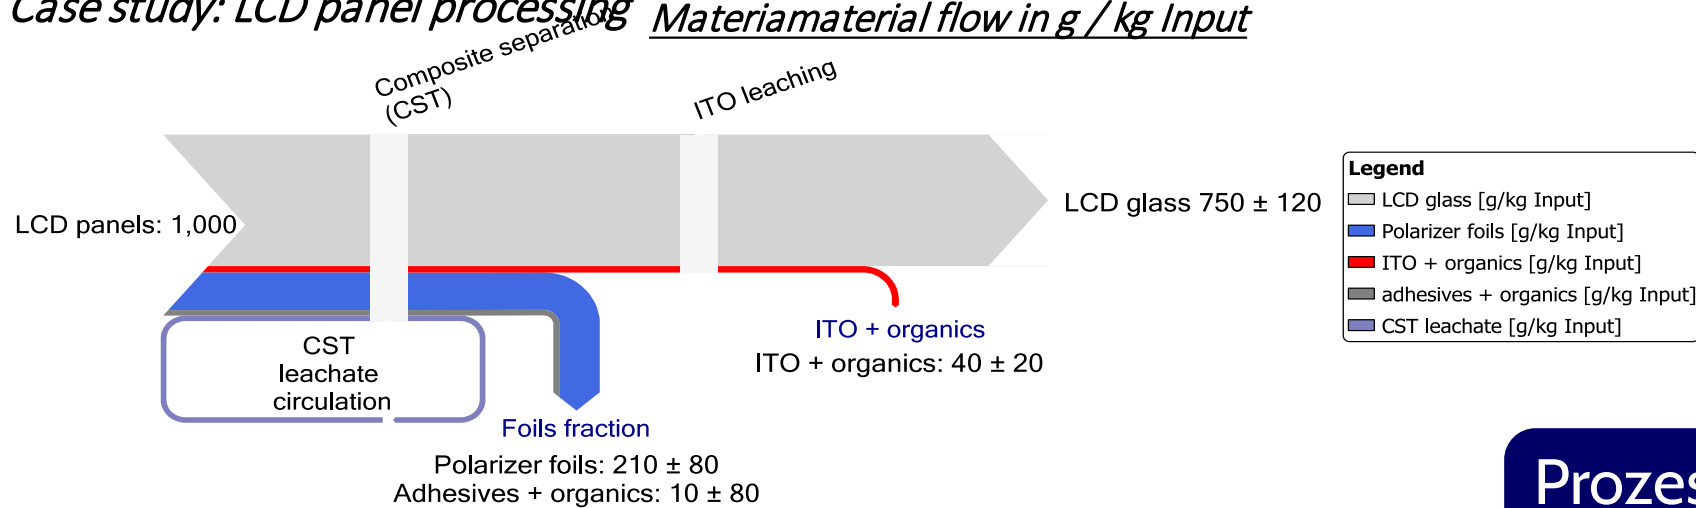 Case study: LCD panel processing
Materiamaterial flow in g / kg Input
Composite separation
(CST)
ITO leaching
LCD panels: 1,000
LCD glass 750 ± 120
Legend
LCD glass [g/kg Input]
Polarizer foils [g/kg Input]
ITO + organics [g/kg Input]
adhesives + organics [g/kg Input]
CST leachate [g/kg Input]
CST
leachate
circulation
ITO + organics
ITO + organics: 40 ± 20
Foils fraction
Polarizer foils: 210 ± 80
Adhesives + organics: 10 ± 80
Prozes